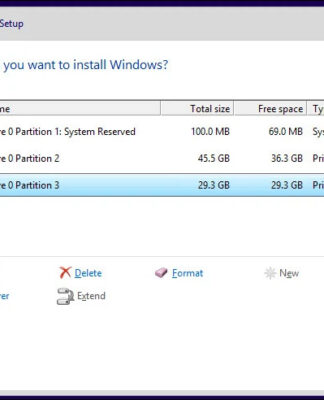 Setup
you want to install Windows?
me Total size Free space Ty
e 0 Partition 1: System Reserved 100.0 MB 69.0 MB Sys
e 0 Partition 2 45.5 GB 36.3 GB Pri
e 0 Partition 3 29.3 GB 29.3 GB Pri
Delete Format New
er Extend